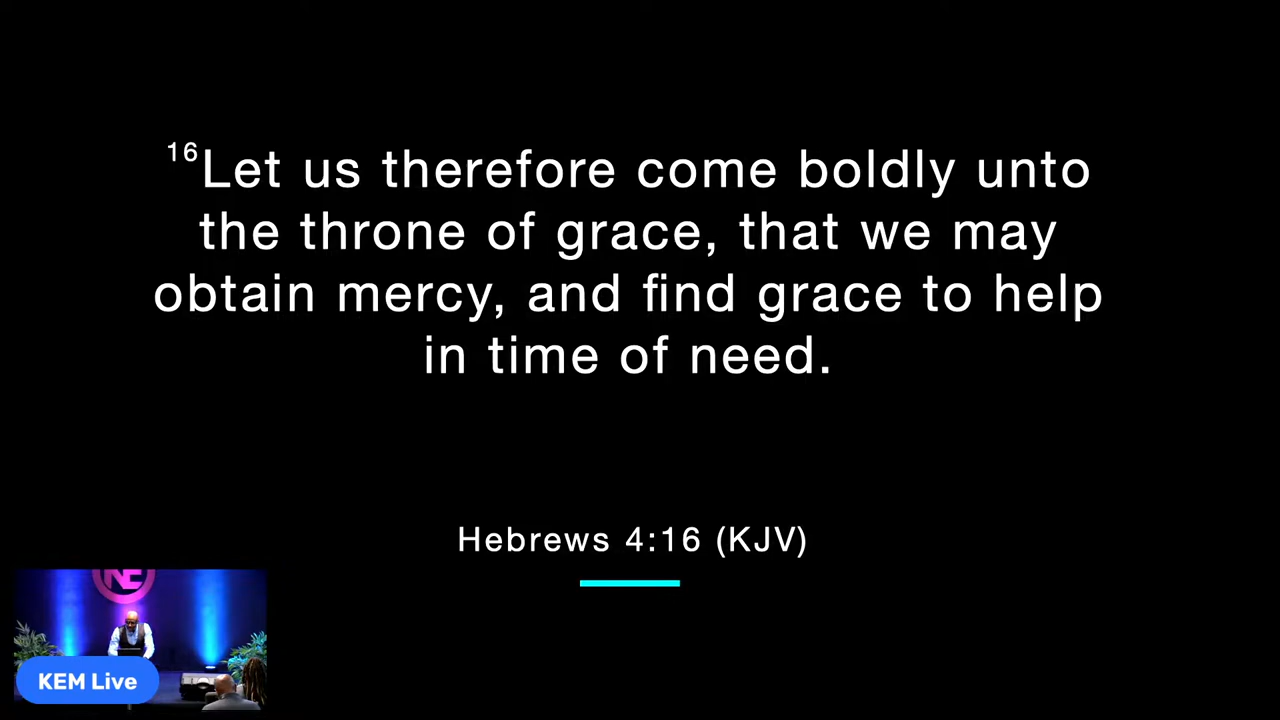 16Let us therefore come boldly unto
the throne of grace, that we may
obtain mercy, and find grace to help
in time of need.
Hebrews 4:16 (KJV)
NE
KEM Live